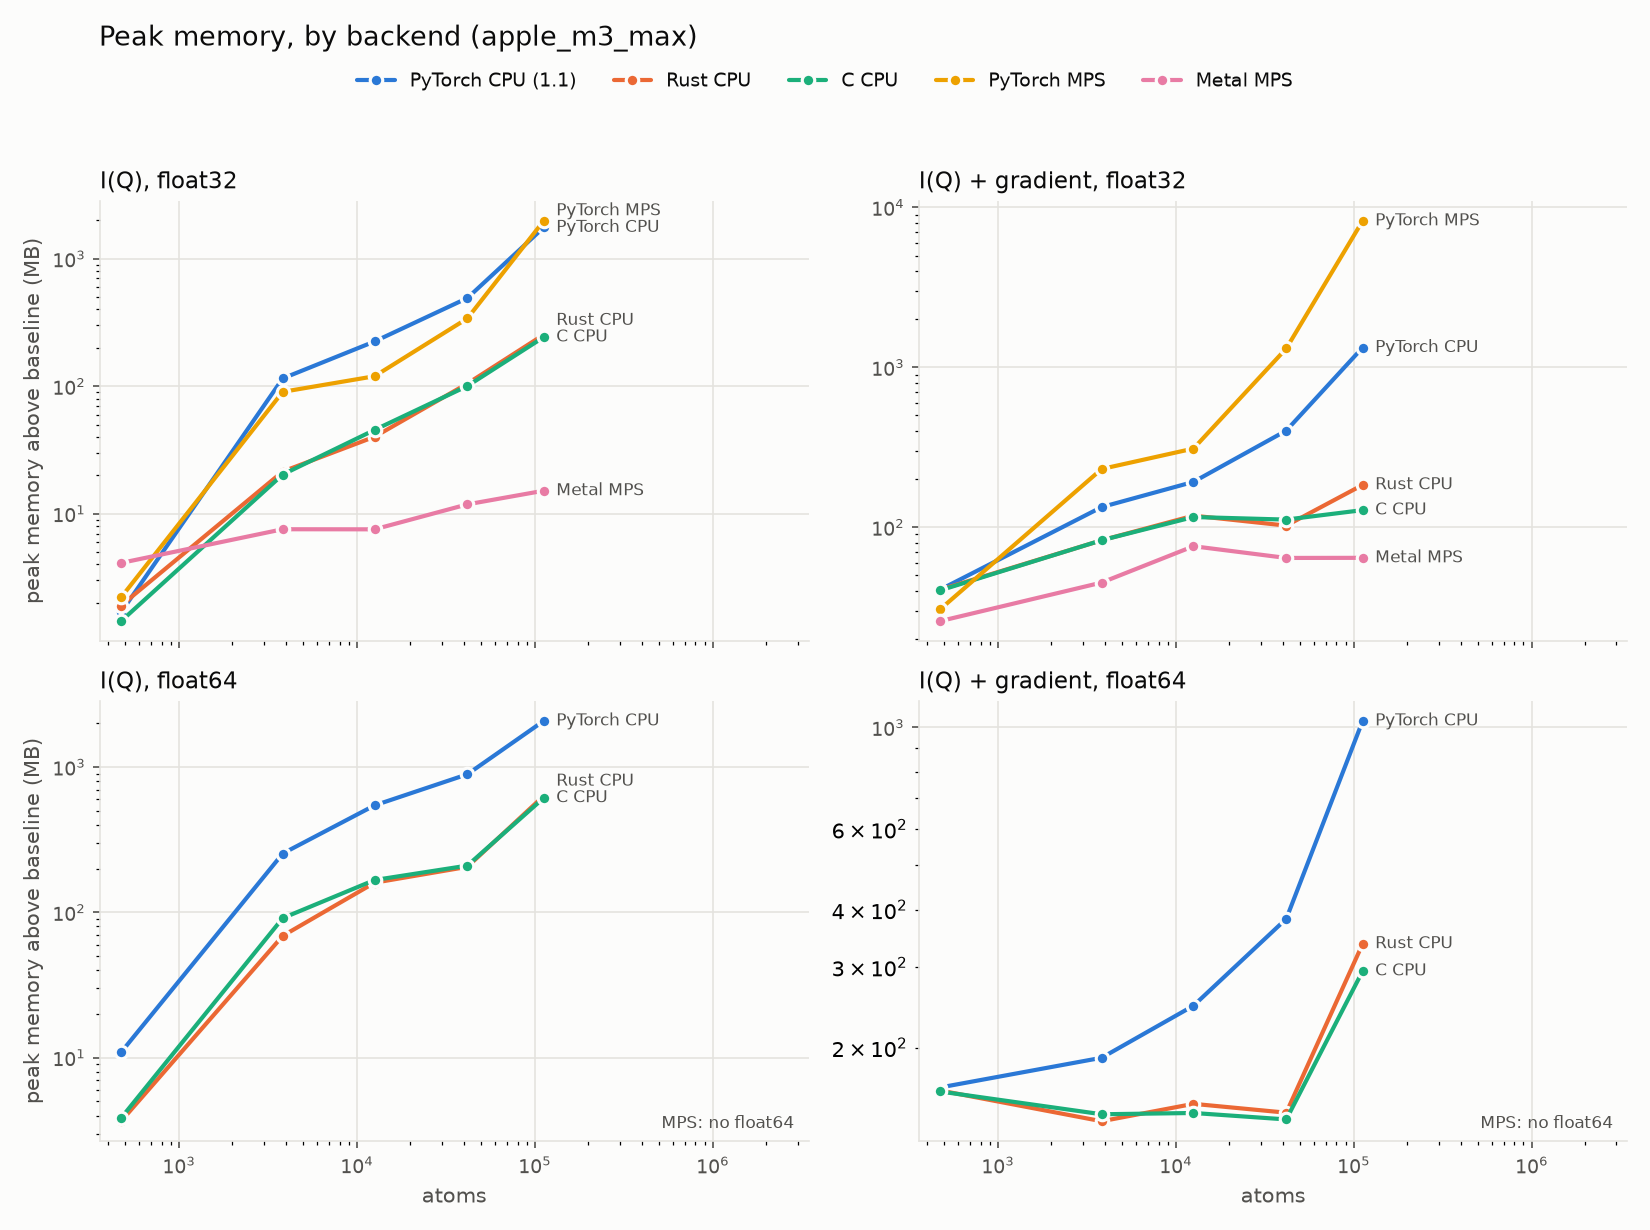 Peak memory, by backend (apple_m3_max)
PyTorch CPU (1.1) Rust CPU C CPU PyTorch MPS Metal MPS
I(Q), float32
peak memory above baseline (MB)
10³
10²
10¹
PyTorch MPS
PyTorch CPU
Rust CPU
C CPU
Metal MPS
I(Q) + gradient, float32
10⁴
10³
10²
PyTorch MPS
PyTorch CPU
Rust CPU
C CPU
Metal MPS
I(Q), float64
peak memory above baseline (MB)
10³
10²
10¹
PyTorch CPU
Rust CPU
C CPU
MPS: no float64
10³ 10⁴ 10⁵ 10⁶
atoms
I(Q) + gradient, float64
10³
6 × 10²
4 × 10²
3 × 10²
2 × 10²
PyTorch CPU
Rust CPU
C CPU
MPS: no float64
10³ 10⁴ 10⁵ 10⁶
atoms